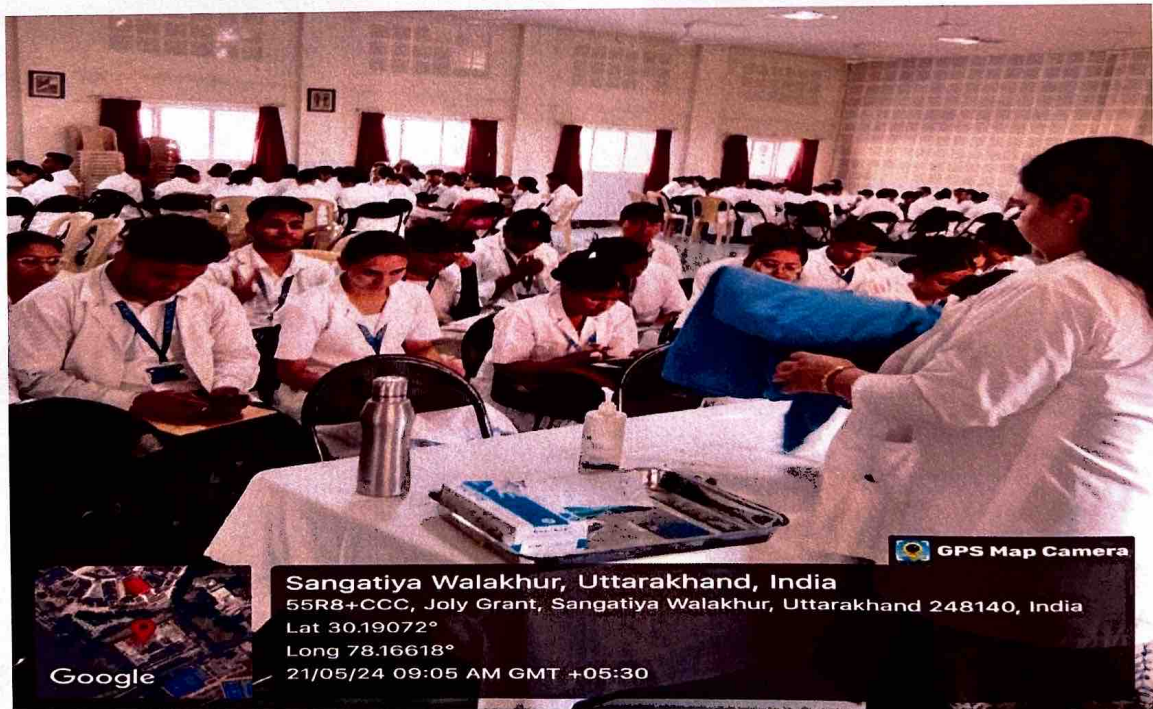 GPS Map Camera
Sangatiya Walakhur, Uttarakhand, India
55R8+CCC, Joly Grant, Sangatiya Walakhur, Uttarakhand 248140, India
Lat 30.19072°
Long 78.16618°
21/05/24 09:05 AM GMT +05:30
Google